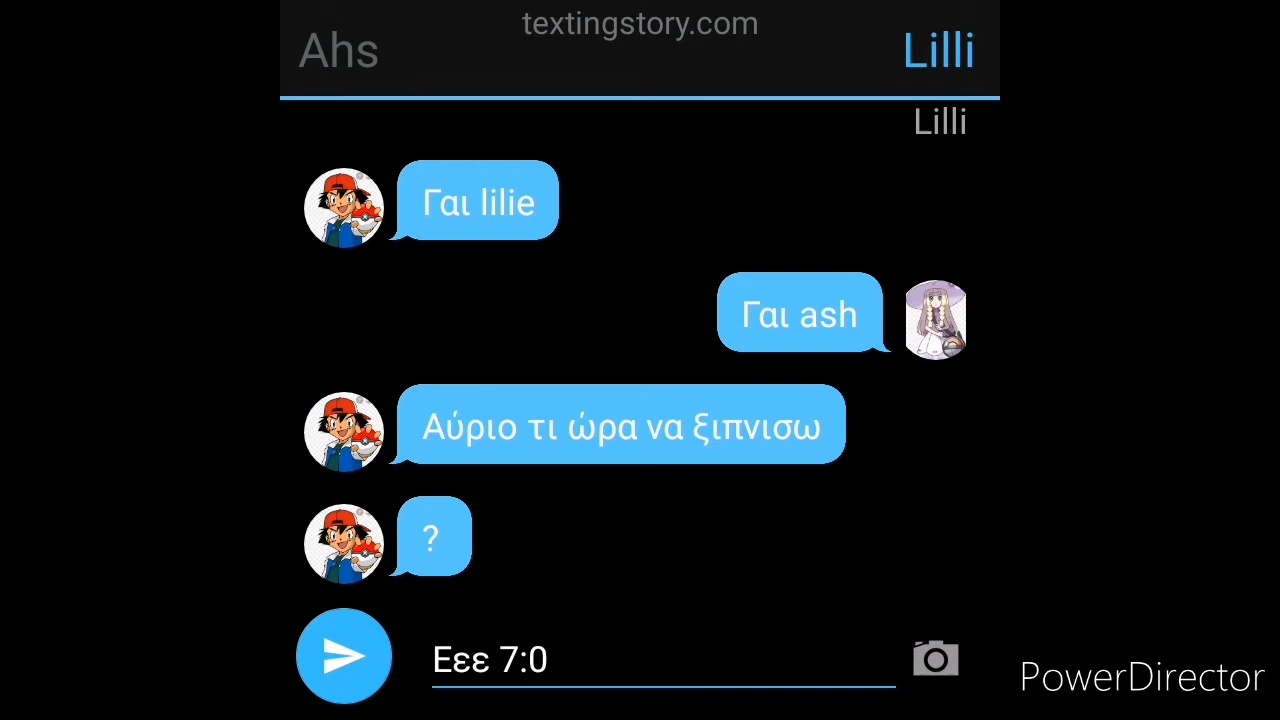 textingstory.com
Ahs
Lilli
Lilli
Γαι lilie
Γαι ash
Αύριο τι ώρα να ξιπνισω
?
Εεε 7:0
PowerDirector